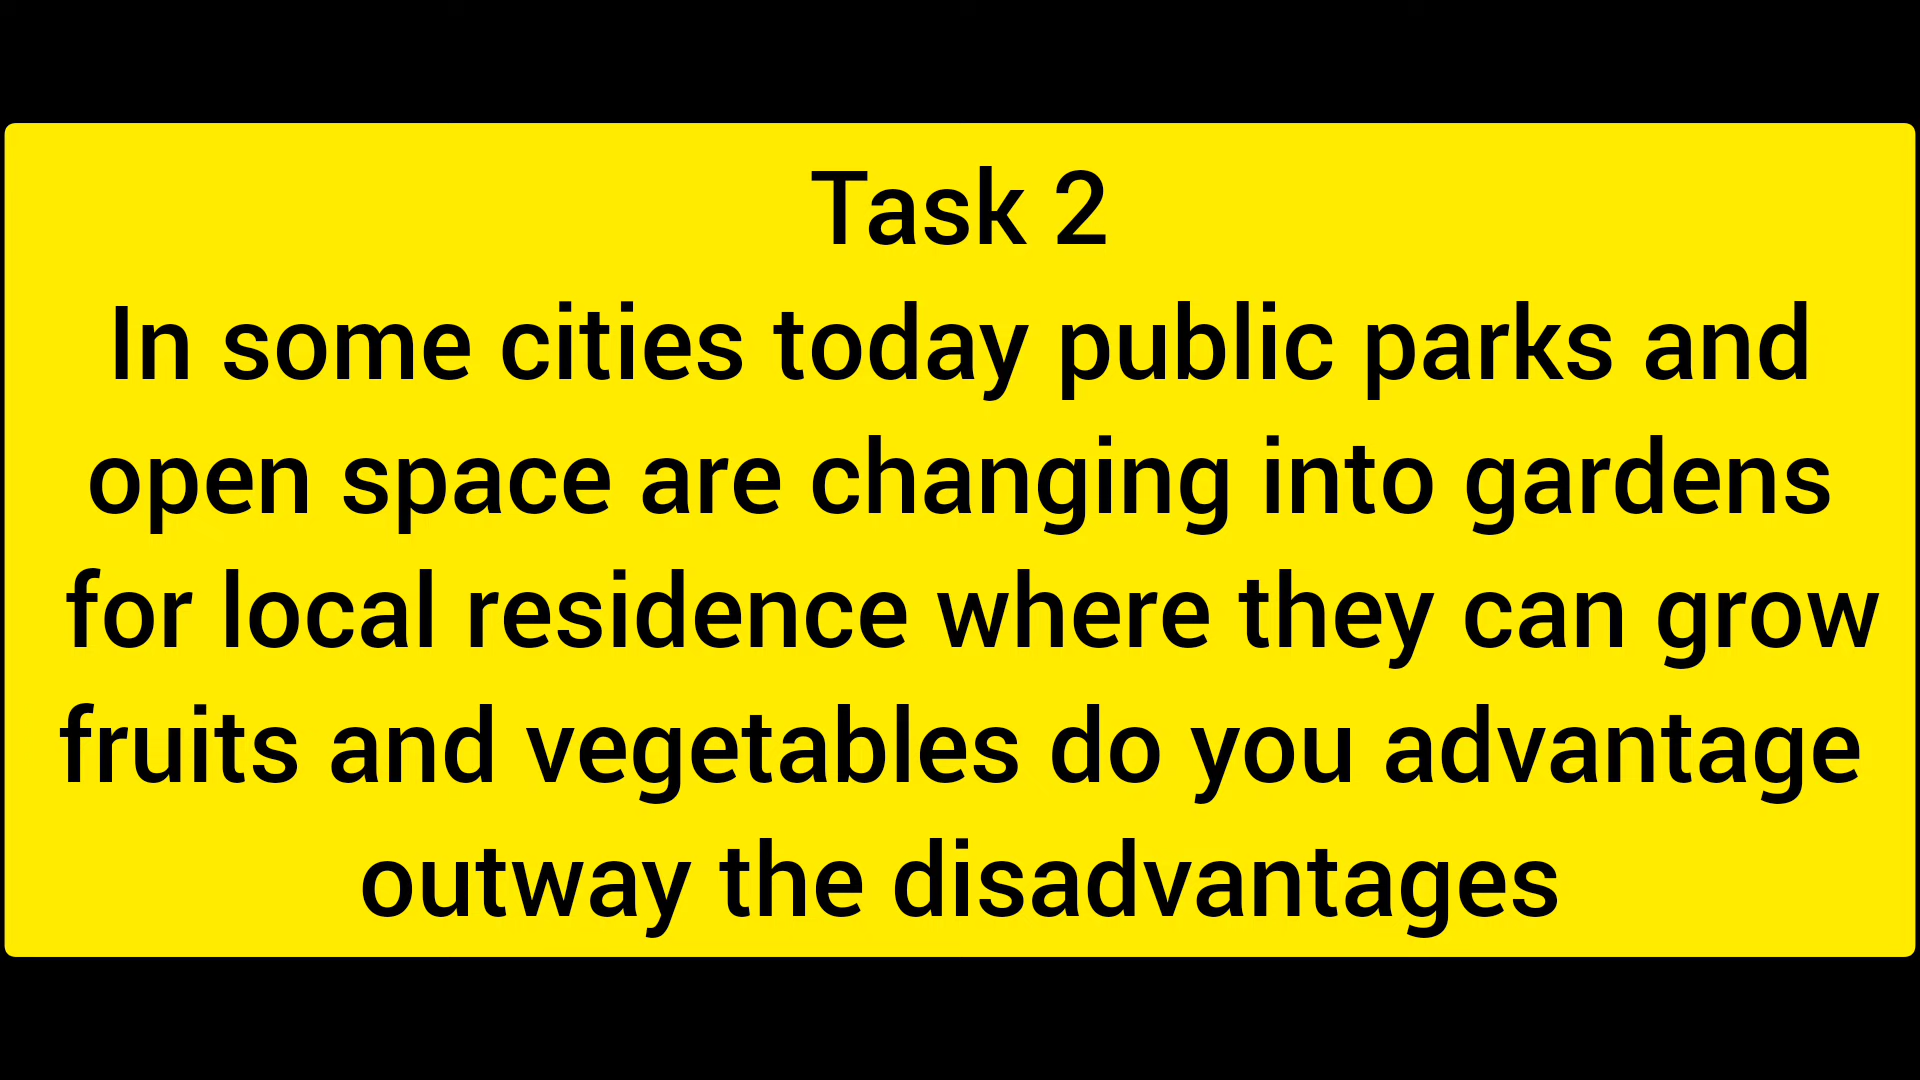 Task 2
In some cities today public parks and
open space are changing into gardens
for local residence where they can grow
fruits and vegetables do you advantage
outway the disadvantages